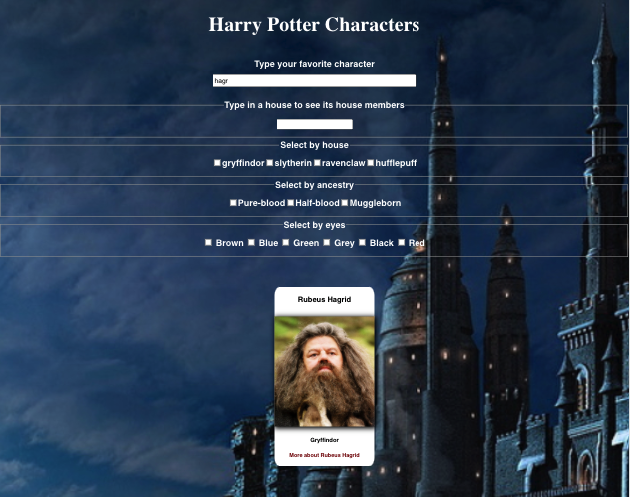 Harry Potter Characters
Type your favorite character
hagr
Type in a house to see its house members
Select by house
gryffindor slytherin ravenclaw hufflepuff
Select by ancestry
Pure-blood Half-blood Muggleborn
Select by eyes
Brown Blue Green Grey Black Red
Rubeus Hagrid
Gryffindor
More about Rubeus Hagrid